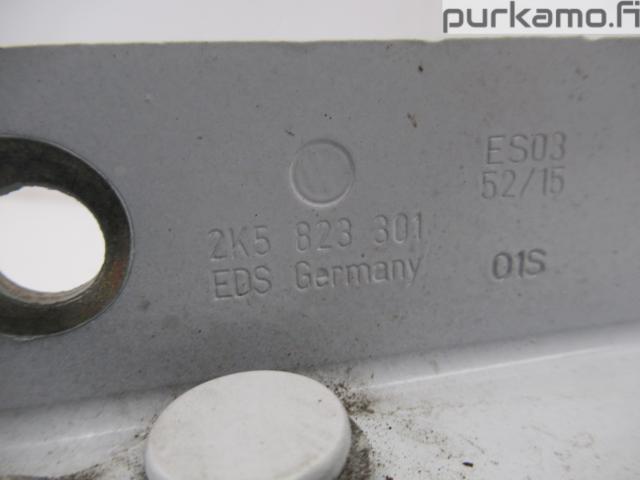 purkamo.fi
ES03
52/15
2K5 823 301
EDS Germany
01S